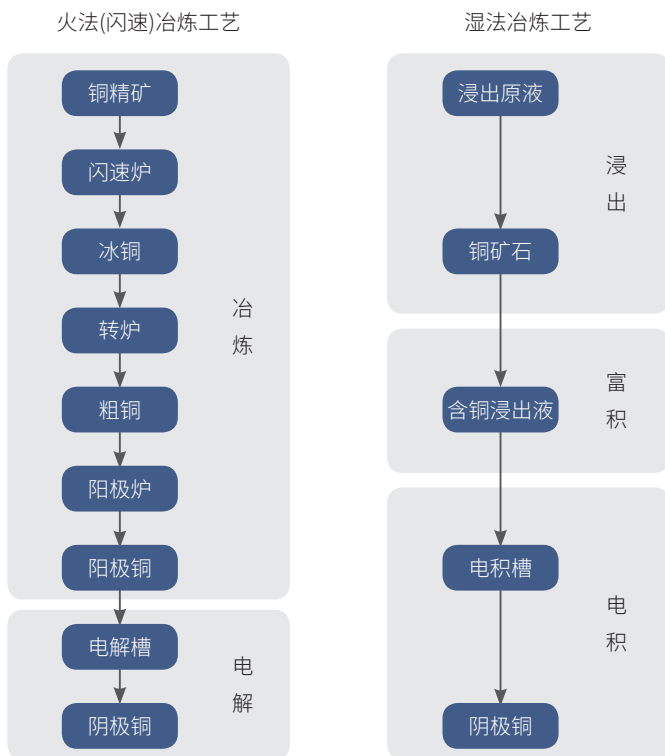 火法(闪速)冶炼工艺
铜精矿
闪速炉
冰铜
转炉
粗铜
阳极炉
阳极铜
冶
炼
电解槽
阴极铜
电
解
湿法冶炼工艺
浸出原液
铜矿石
浸
出
含铜浸出液
富
积
电积槽
阴极铜
电
积